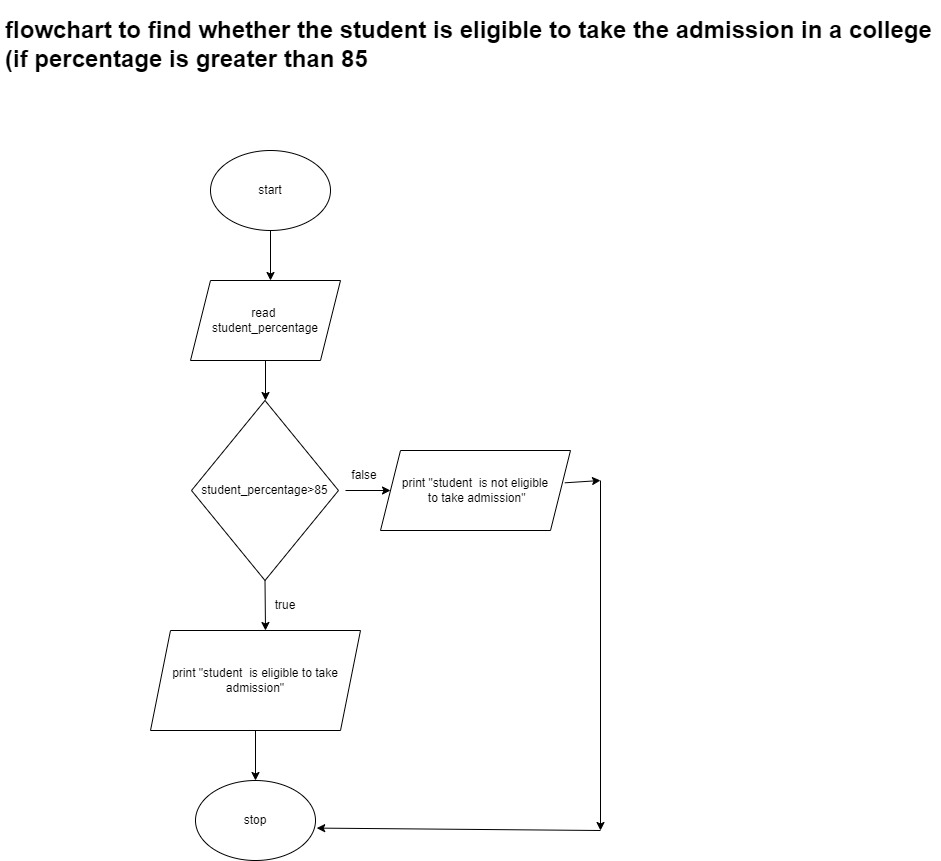 flowchart to find whether the student is eligible to take the admission in a college
(if percentage is greater than 85
start
read
student_percentage
student_percentage>85
false
print "student  is not eligible
to take admission"
true
print "student  is eligible to take
admission"
stop